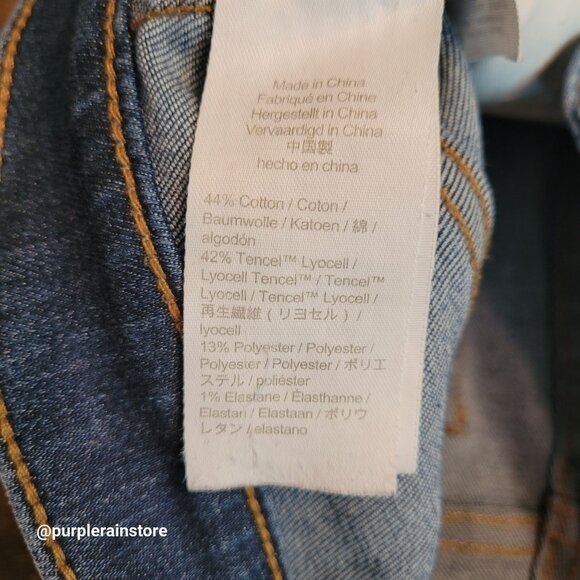 Made in China
Fabriqué en Chine
Hergestellt in China
Vervaardigd in China
中国製
hecho en china
44% Cotton / Coton /
Baumwolle / Katoen / 綿 /
algodón
42% Tencel™ Lyocell /
Lyocell Tencel™ / Tencel™
Lyocell / Tencel™ Lyocell /
再生繊維 ( リヨセル ) /
lyocell
13% Polyester / Polyester /
Polyester / Polyester / ポリエ
ステル / poliéster
1% Elastane / Élasthanne /
Elastan / Elastaan / ポリウ
レタン / elastano
@purplerainstore